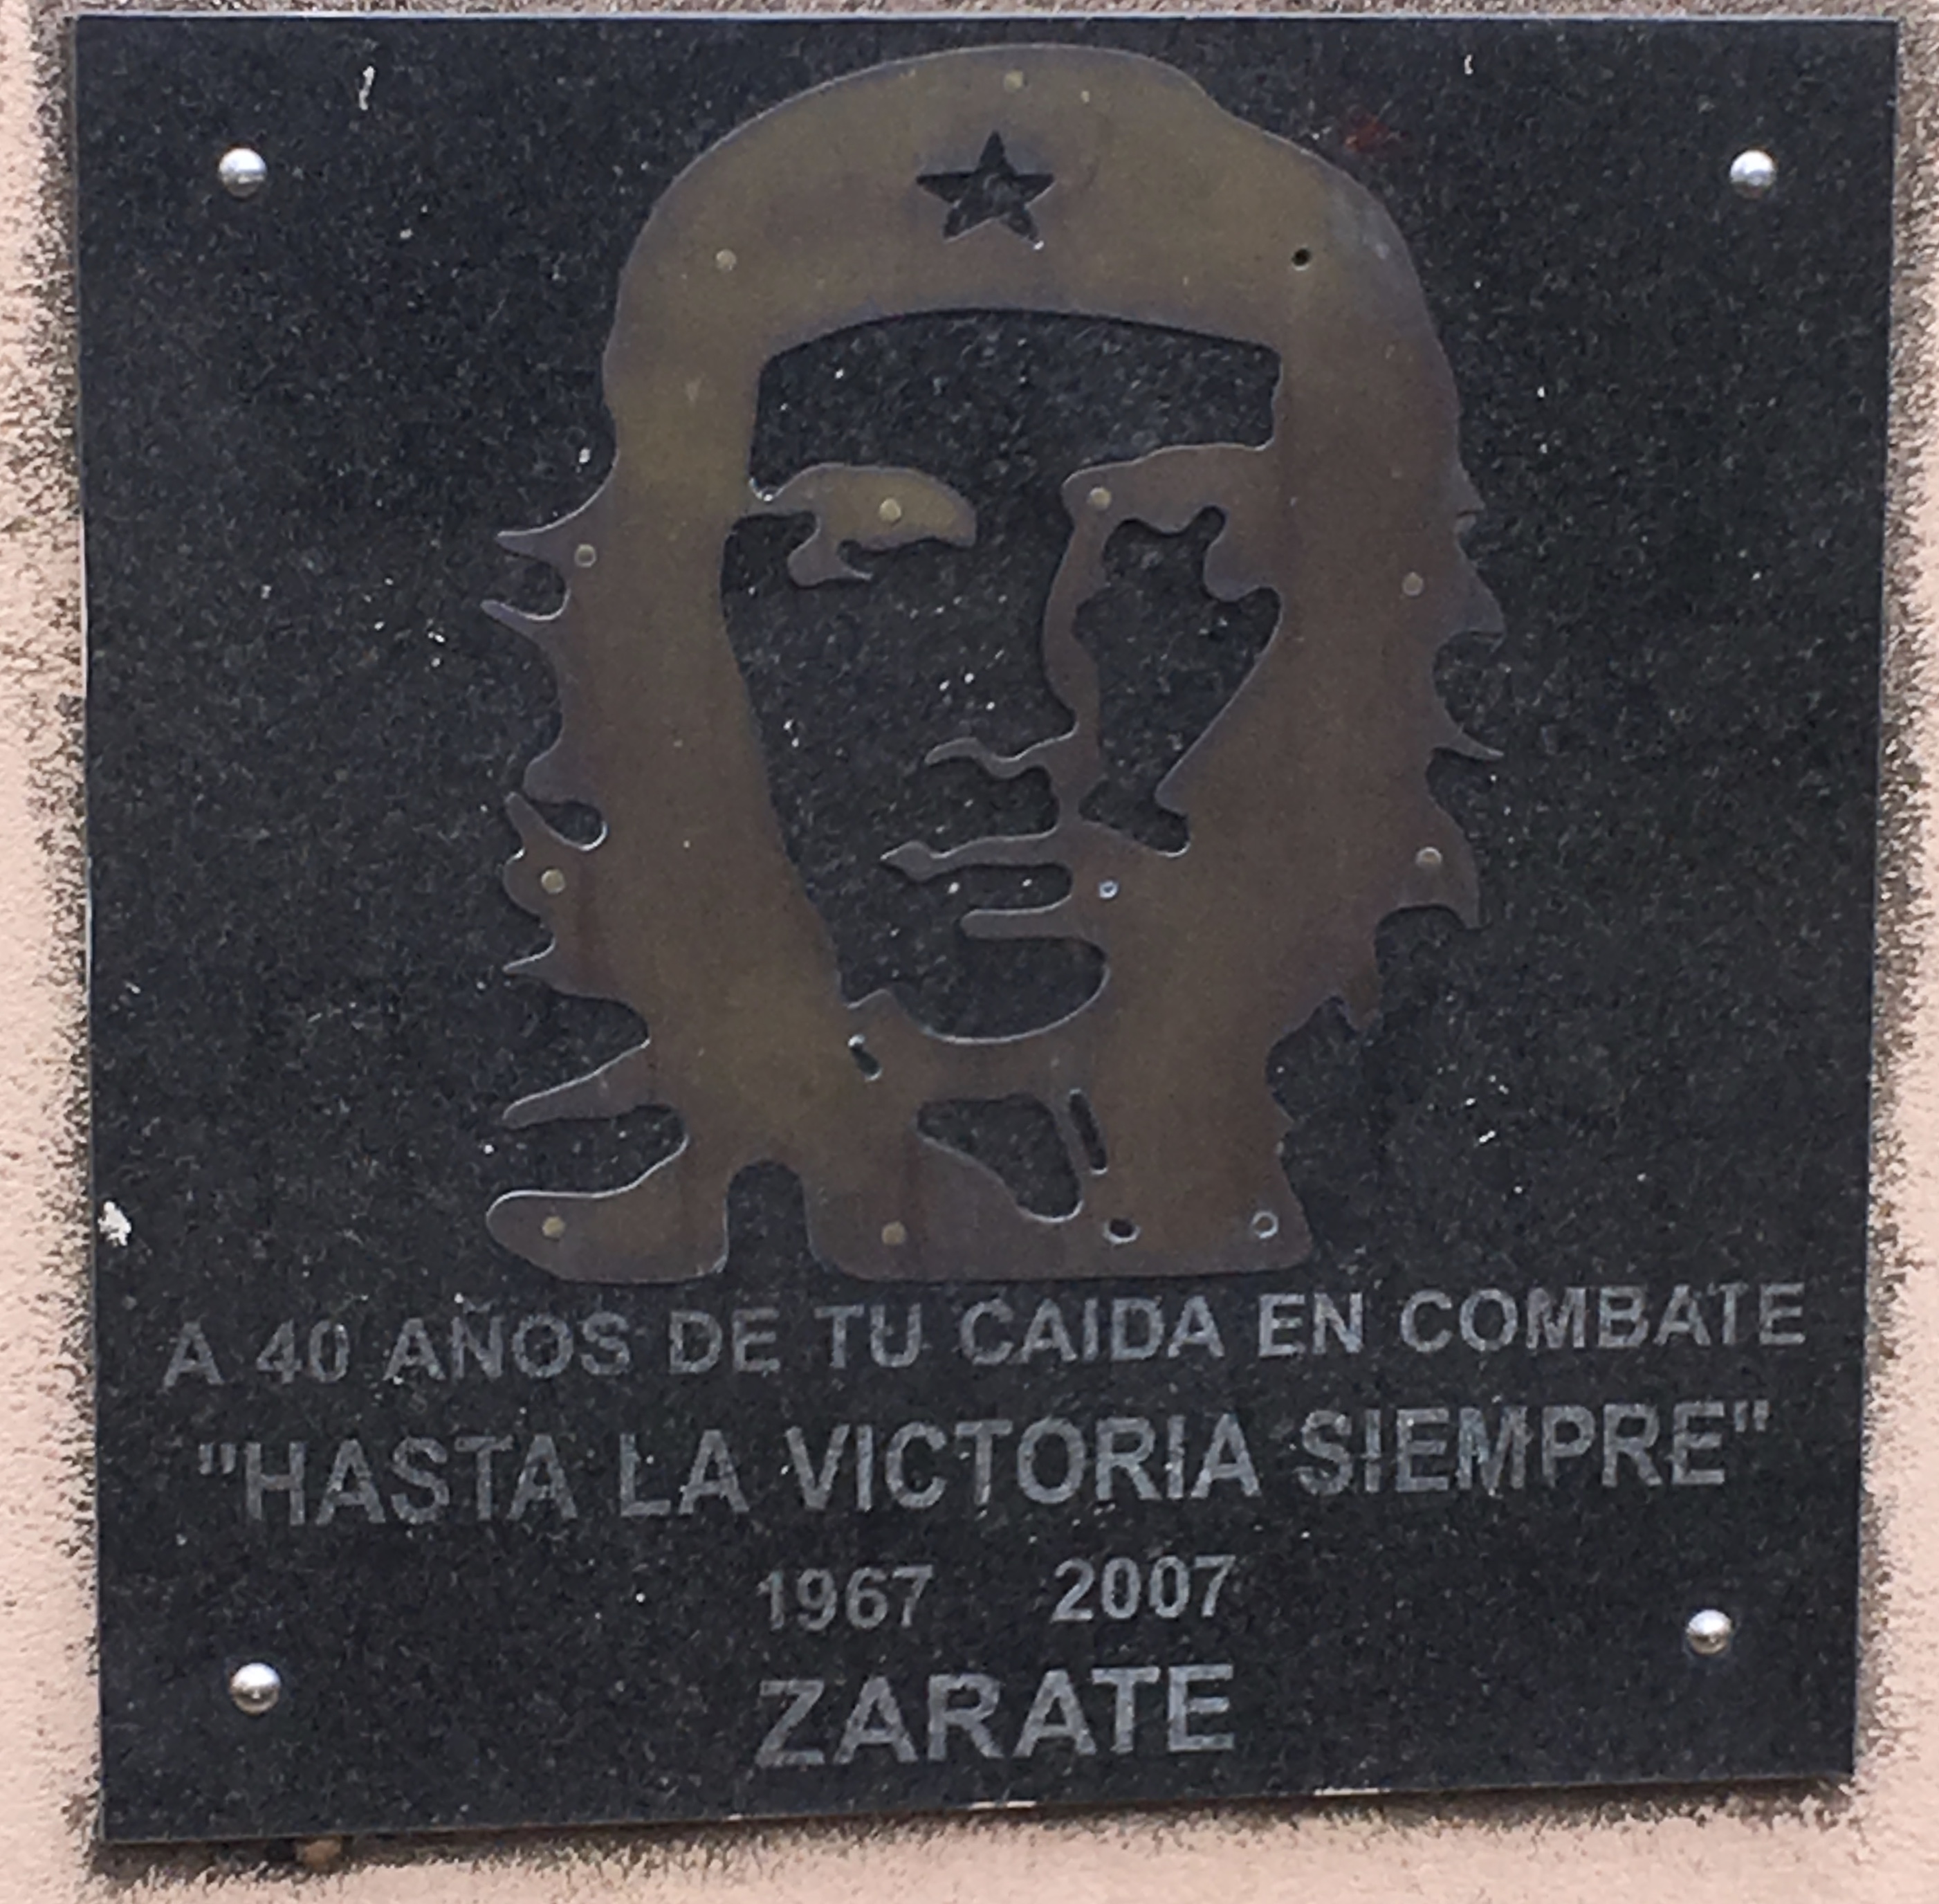 A 40 AÑOS DE TU CAIDA EN COMBATE
"HASTA LA VICTORIA SIEMPRE"
1967 2007
ZARATE